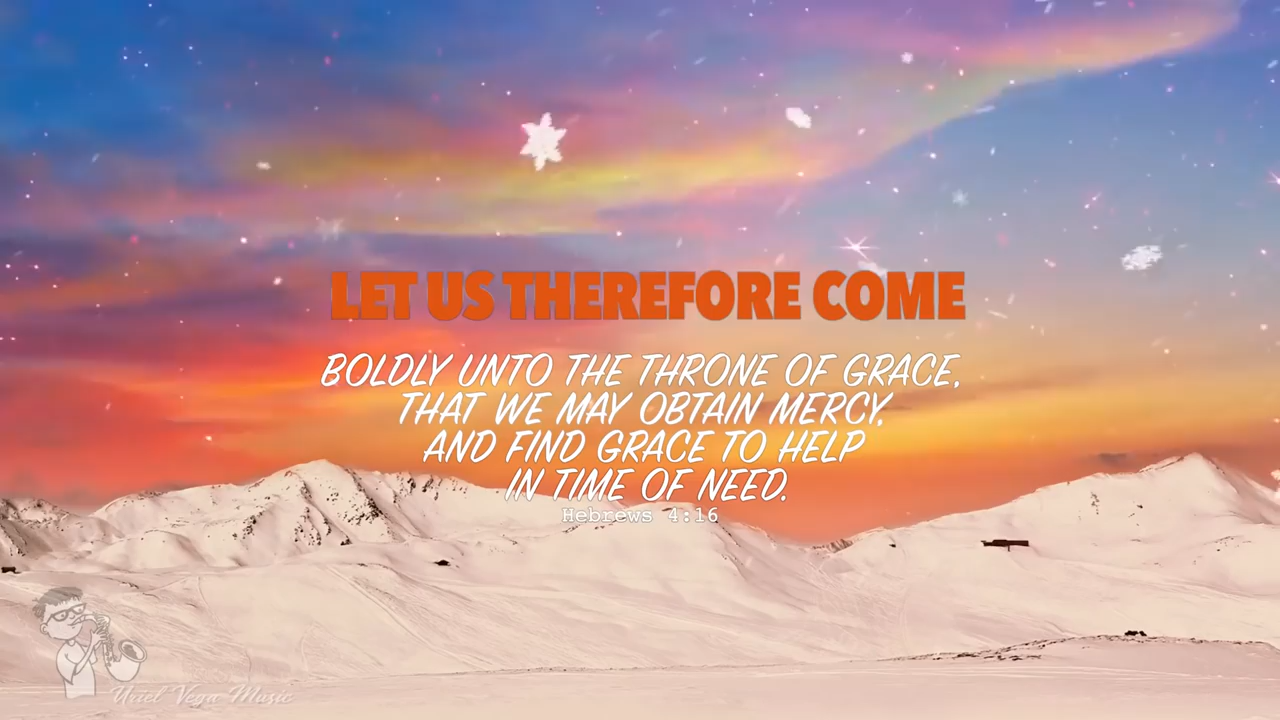 LET US THEREFORE COME
BOLDLY UNTO THE THRONE OF GRACE,
THAT WE MAY OBTAIN MERCY,
AND FIND GRACE TO HELP
IN TIME OF NEED.
Hebrews 4:16
Uriel Vega Music